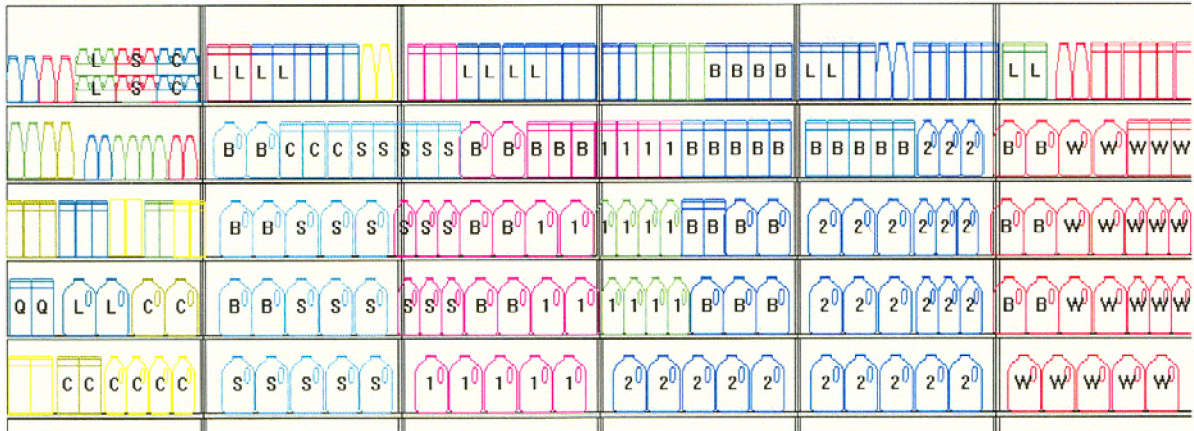 L S C
L L L L L L L L B B B B L L L L
L S C
B B C C C S S S S S B B B B B 1 1 1 1 B B B B B B B B B B 2 2 2 B B W W W W W
B B S S S S S S B B 1 1 1 1 1 1 B B B B 2 2 2 2 2 2 B B W W W W W
Q Q L L C C B B S S S S S S B B 1 1 1 1 1 1 B B B 2 2 2 2 2 2 B B W W W W W
C C C C C C S S S S S 1 1 1 1 1 2 2 2 2 2 2 2 2 2 2 W W W W W